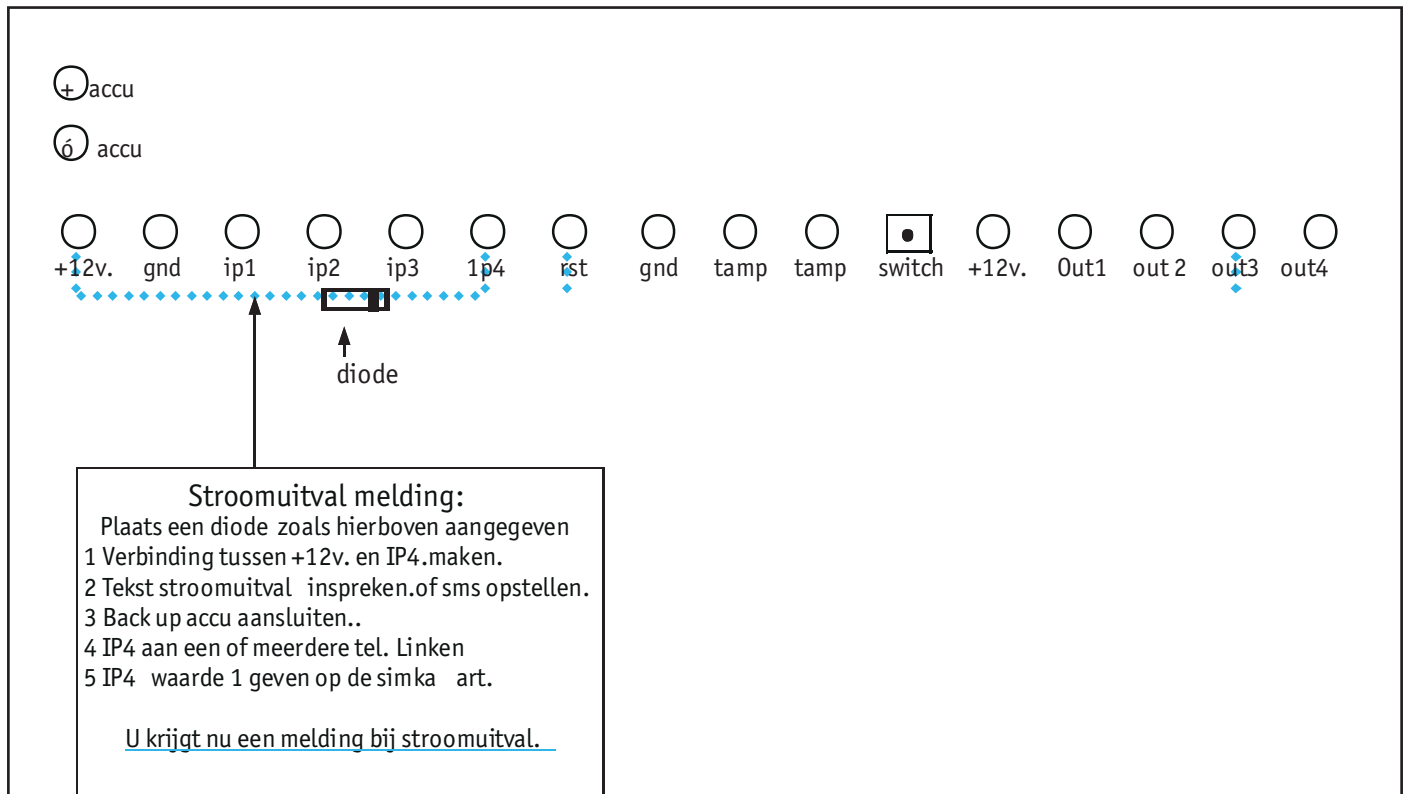 + accu
ó accu
+12v. gnd ip1 ip2 ip3 1p4 rst gnd tamp tamp switch +12v. Out1 out 2 out3 out4
diode
Stroomuitval melding:
Plaats een diode zoals hierboven aangegeven
1 Verbinding tussen +12v. en IP4.maken.
2 Tekst stroomuitval inspreken.of sms opstellen.
3 Back up accu aansluiten..
4 IP4 aan een of meerdere tel. Linken
5 IP4 waarde 1 geven op de simka art.
U krijgt nu een melding bij stroomuitval.